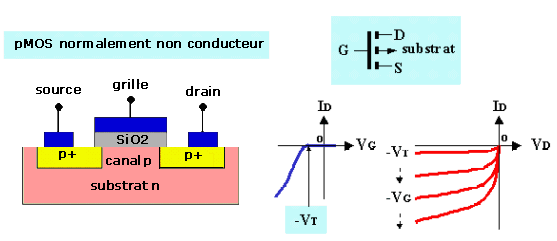 pMOS normalement non conducteur
source
grille
drain
SiO2
p+
canal p
p+
substrat n
D
G
substrat
S
ID
0
VG
-VT
ID
0
VD
-VT
-VG